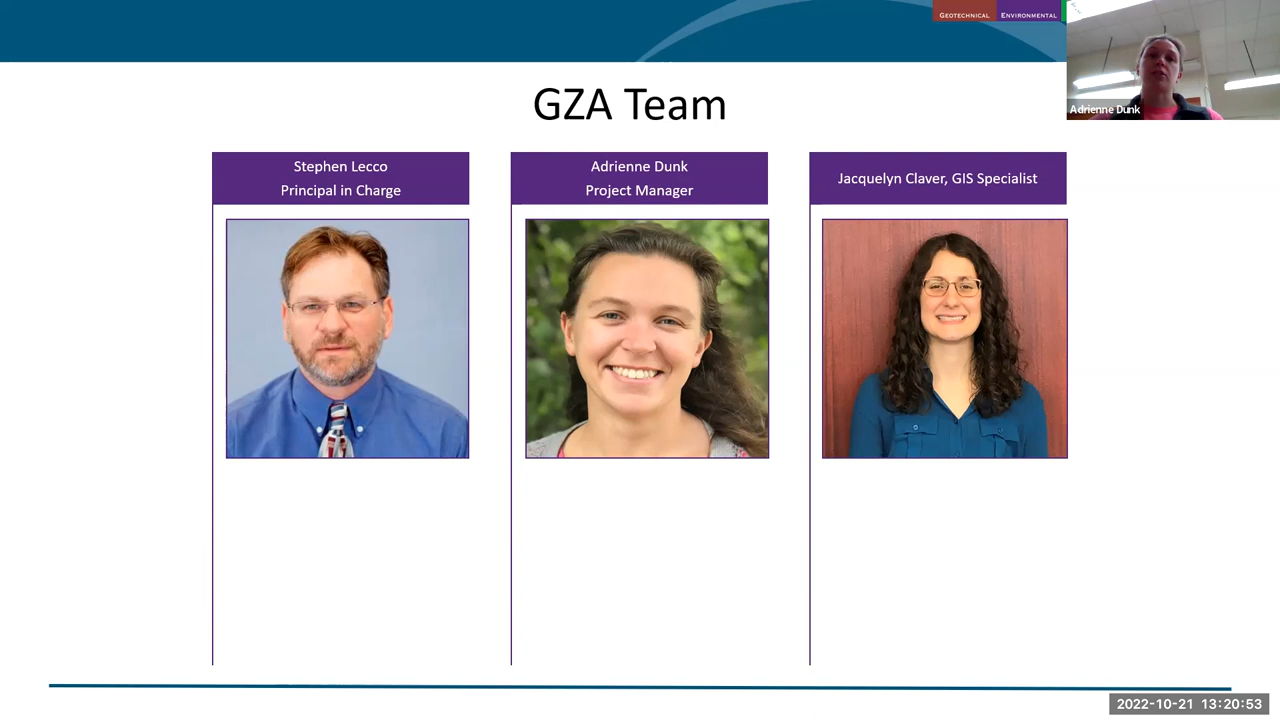 GEOTECHNICAL
ENVIRONMENTAL
Adrienne Dunk
GZA Team
Stephen Lecco
Principal in Charge
Adrienne Dunk
Project Manager
Jacquelyn Claver, GIS Specialist
2022-10-21 13:20:53